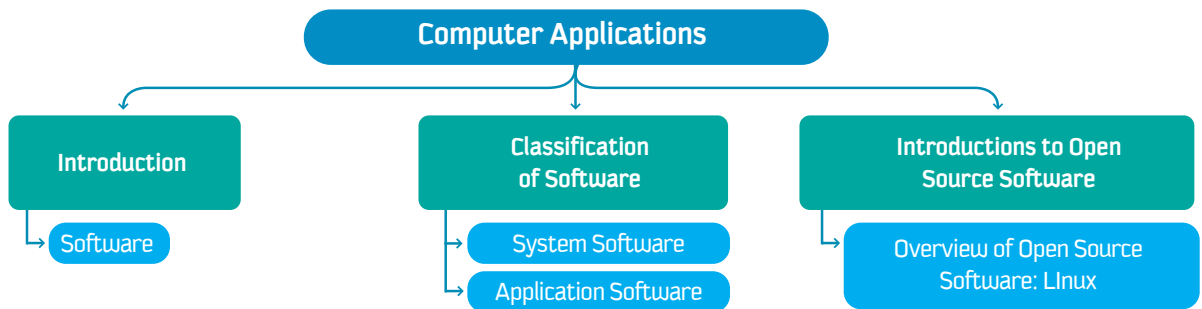 Computer Applications
Introduction
Software
Classification
of Software
System Software
Application Software
Introductions to Open
Source Software
Overview of Open Source
Software: LInux